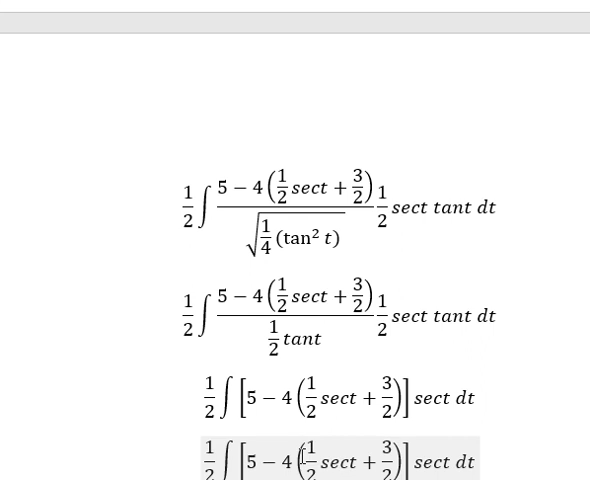 1/2 ∫ (5 − 4(1/2 sect + 3/2)) / √(1/4 (tan² t)) 1/2 sect tant dt
1/2 ∫ (5 − 4(1/2 sect + 3/2)) / (1/2 tant) 1/2 sect tant dt
1/2 ∫ [5 − 4(1/2 sect + 3/2)] sect dt
1/2 ∫ [5 − 4(1/2 sect + 3/2)] sect dt